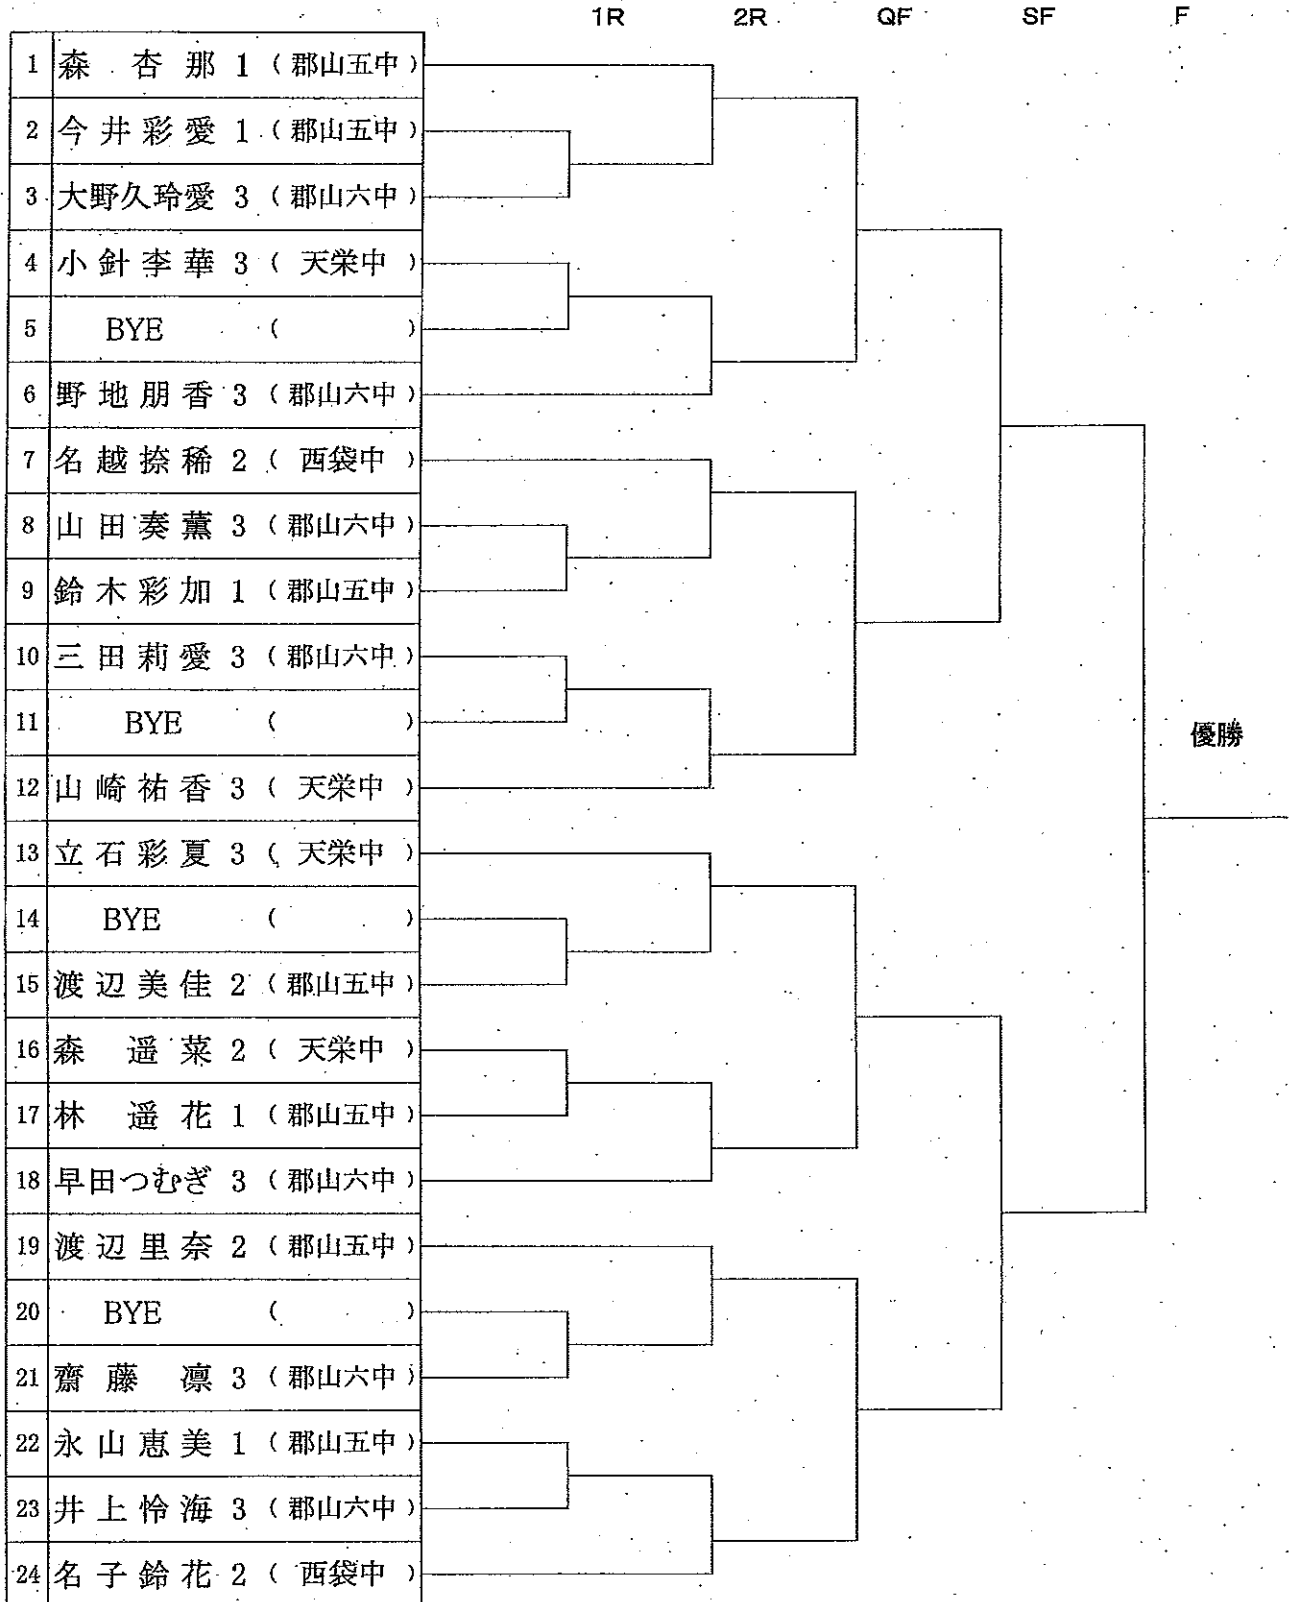 1R 2R QF SF F
1 森 杏 那 1 (郡山五中)
2 今井彩愛 1 (郡山五中)
3 大野久玲愛 3 (郡山六中)
4 小針李華 3 ( 天栄中 )
5 BYE ( )
6 野地朋香 3 (郡山六中)
7 名越捺稀 2 ( 西袋中 )
8 山田奏薫 3 (郡山六中)
9 鈴木彩加 1 (郡山五中)
10 三田莉愛 3 (郡山六中)
11 BYE ( )
優勝
12 山崎祐香 3 ( 天栄中 )
13 立石彩夏 3 ( 天栄中 )
14 BYE ( )
15 渡辺美佳 2 (郡山五中)
16 森 遥菜 2 ( 天栄中 )
17 林 遥花 1 (郡山五中)
18 早田つむぎ 3 (郡山六中)
19 渡辺里奈 2 (郡山五中)
20 BYE ( )
21 齋藤 凛 3 (郡山六中)
22 永山恵美 1 (郡山五中)
23 井上怜海 3 (郡山六中)
24 名子鈴花 2 ( 西袋中 )